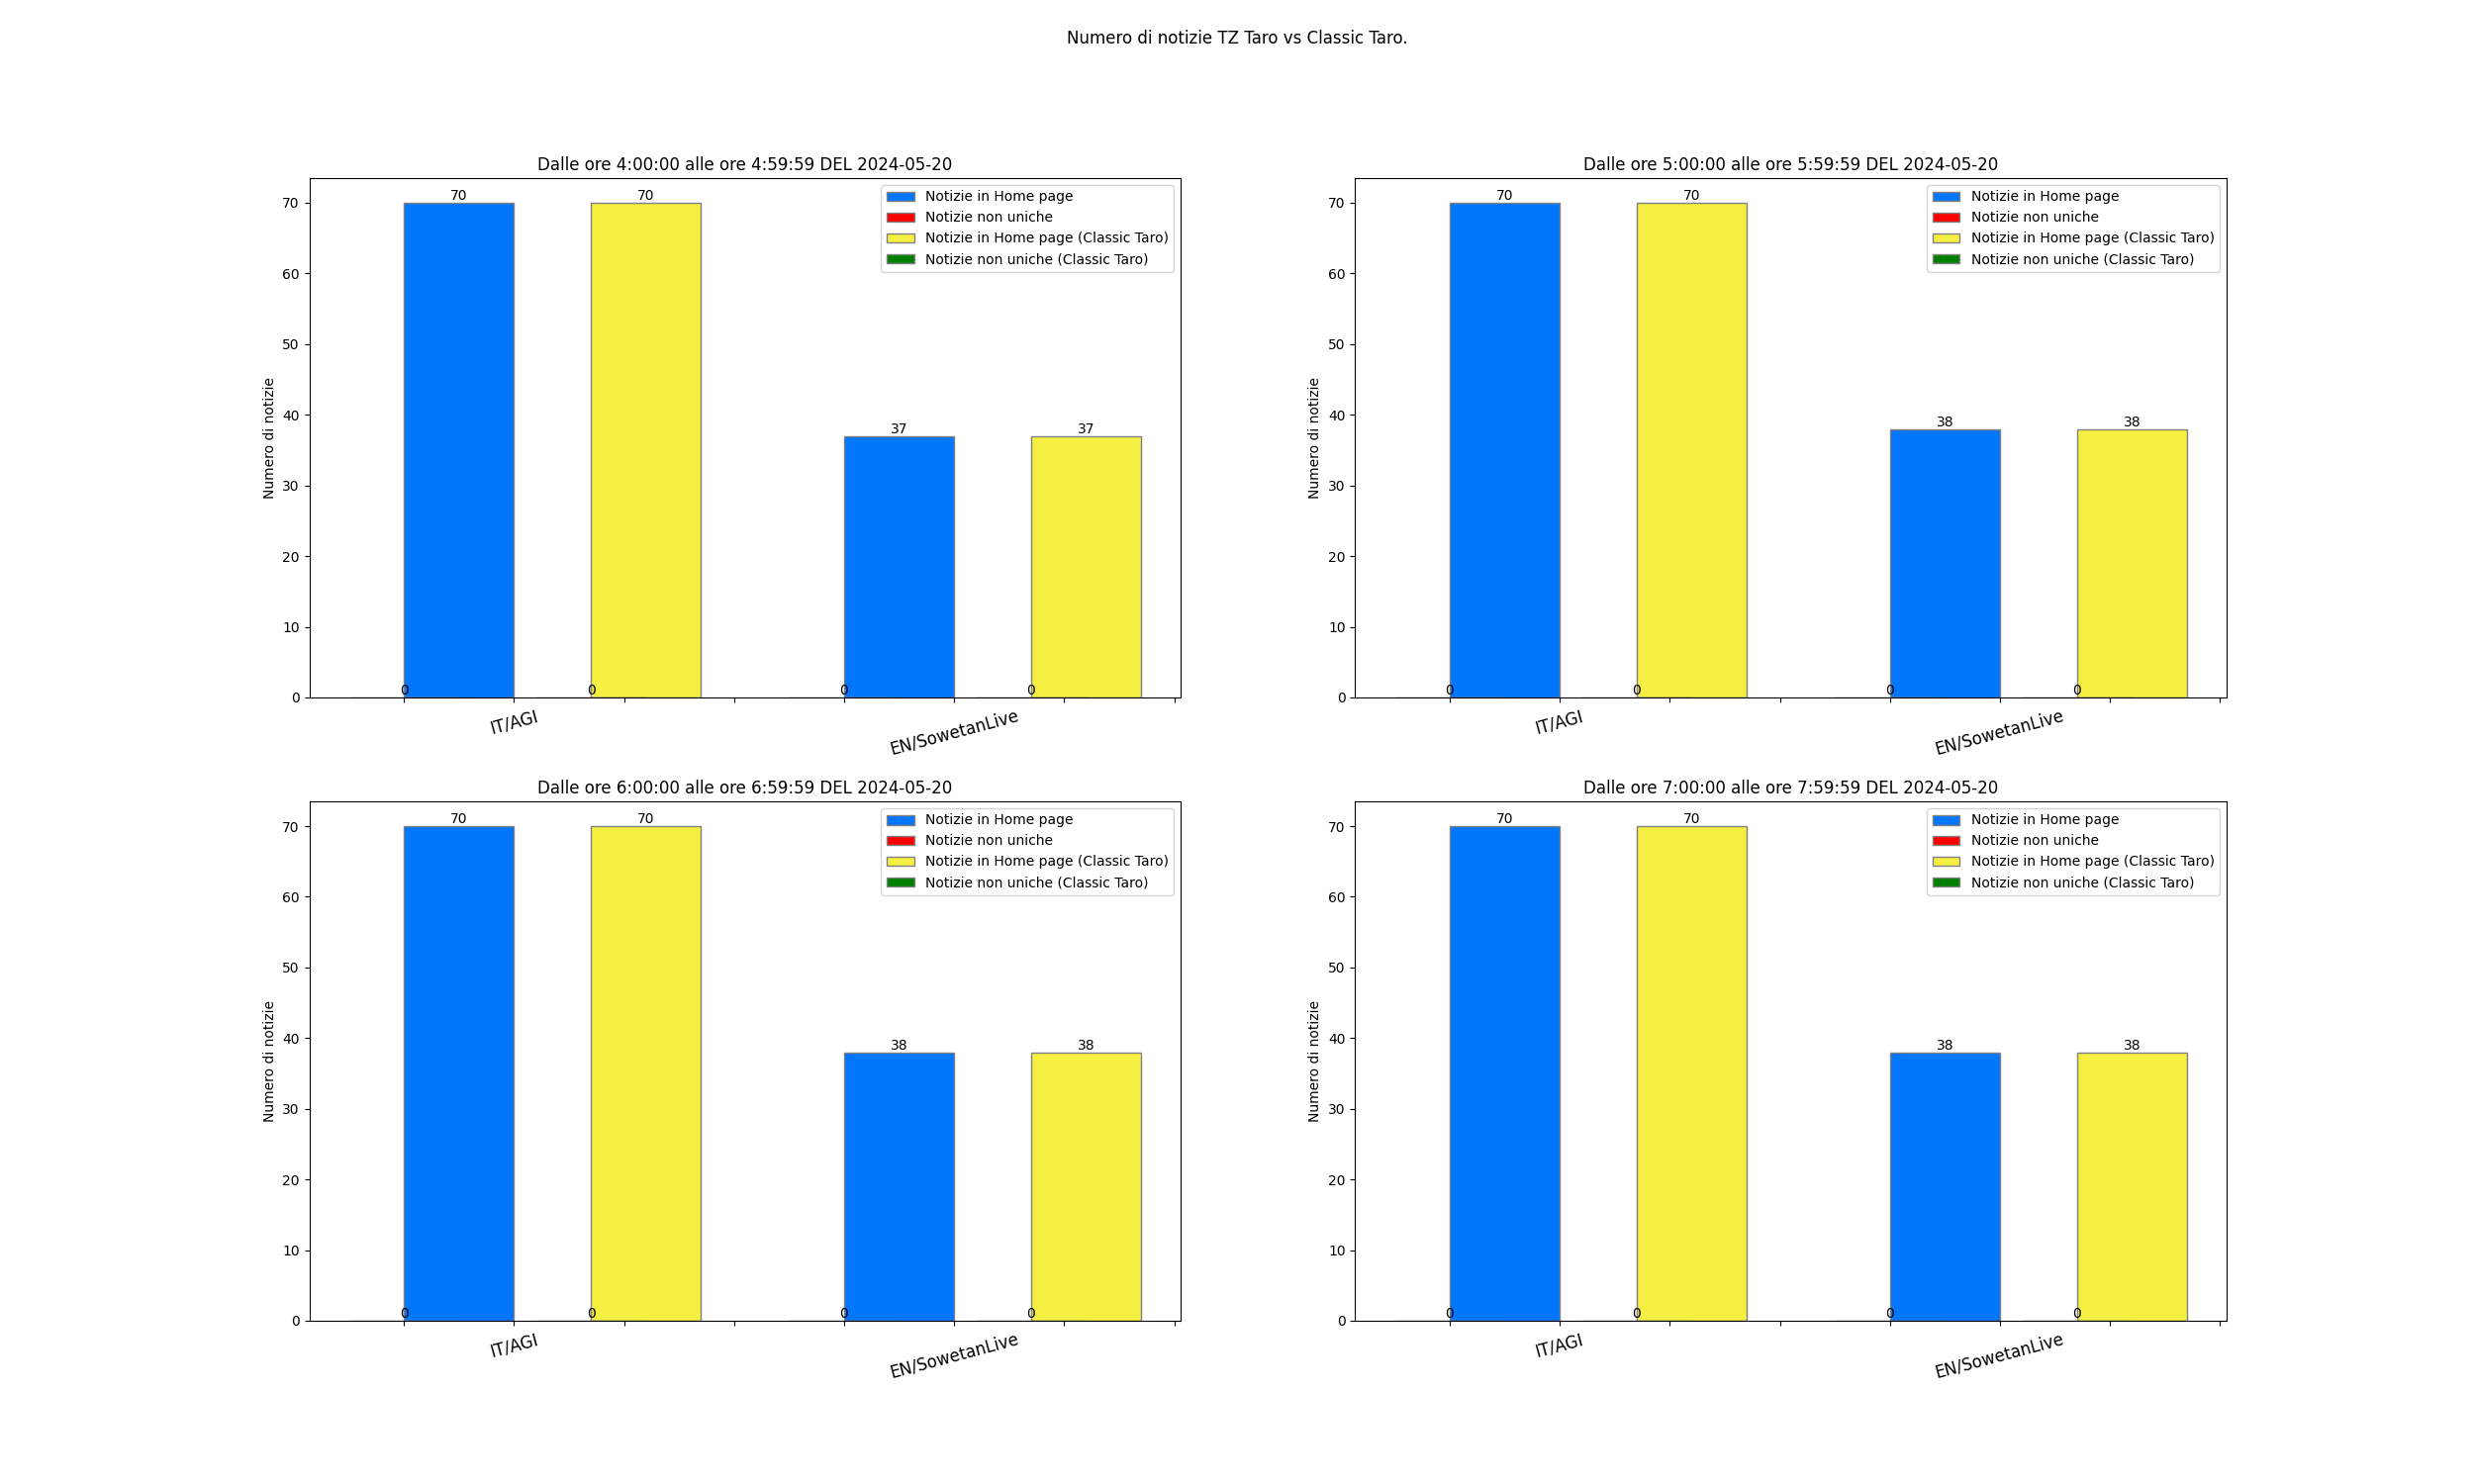 Numero di notizie TZ Taro vs Classic Taro.
Dalle ore 4:00:00 alle ore 4:59:59 DEL 2024-05-20
Numero di notizie
70
60
50
40
30
20
10
0
70
70
37
37
0
0
0
0
Notizie in Home page
Notizie non uniche
Notizie in Home page (Classic Taro)
Notizie non uniche (Classic Taro)
IT/AGI
EN/SowetanLive
Dalle ore 5:00:00 alle ore 5:59:59 DEL 2024-05-20
Numero di notizie
70
60
50
40
30
20
10
0
70
70
38
38
0
0
0
0
Notizie in Home page
Notizie non uniche
Notizie in Home page (Classic Taro)
Notizie non uniche (Classic Taro)
IT/AGI
EN/SowetanLive
Dalle ore 6:00:00 alle ore 6:59:59 DEL 2024-05-20
Numero di notizie
70
60
50
40
30
20
10
0
70
70
38
38
0
0
0
0
Notizie in Home page
Notizie non uniche
Notizie in Home page (Classic Taro)
Notizie non uniche (Classic Taro)
IT/AGI
EN/SowetanLive
Dalle ore 7:00:00 alle ore 7:59:59 DEL 2024-05-20
Numero di notizie
70
60
50
40
30
20
10
0
70
70
38
38
0
0
0
0
Notizie in Home page
Notizie non uniche
Notizie in Home page (Classic Taro)
Notizie non uniche (Classic Taro)
IT/AGI
EN/SowetanLive